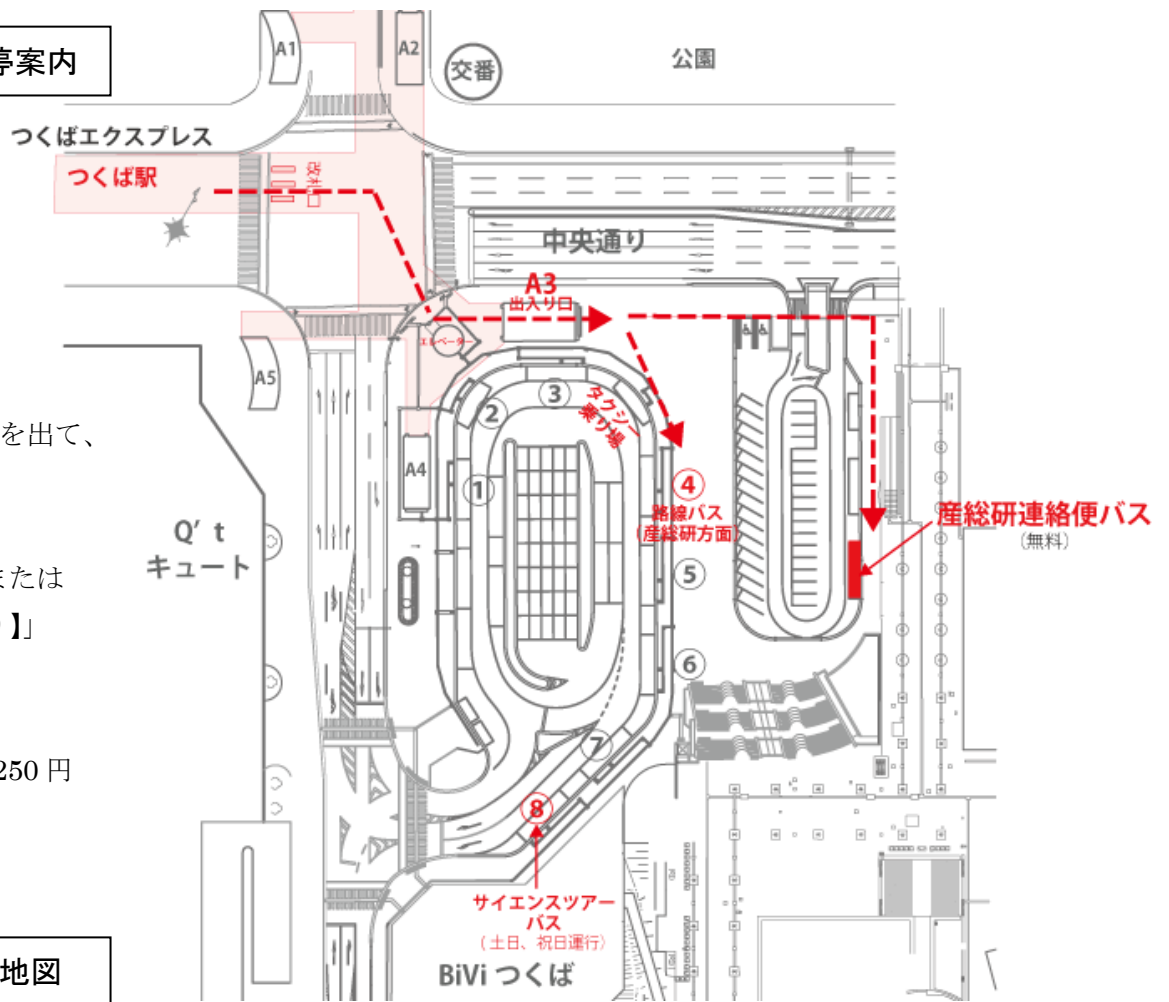 停案内
A1
A2
交番
公園
つくばエクスプレス
つくば駅
改札口
中央通り
A3
出入り口
エレベーター
A5
を出て、
③
②
タクシー
乗り場
A4
①
④
路線バス
(産総研方面)
産総研連絡便バス
(無料)
Q't
キュート
⑤
または
】」
⑥
⑦
250 円
⑧
サイエンスツアー
バス
(土日、祝日運行)
BiVi つくば
地図